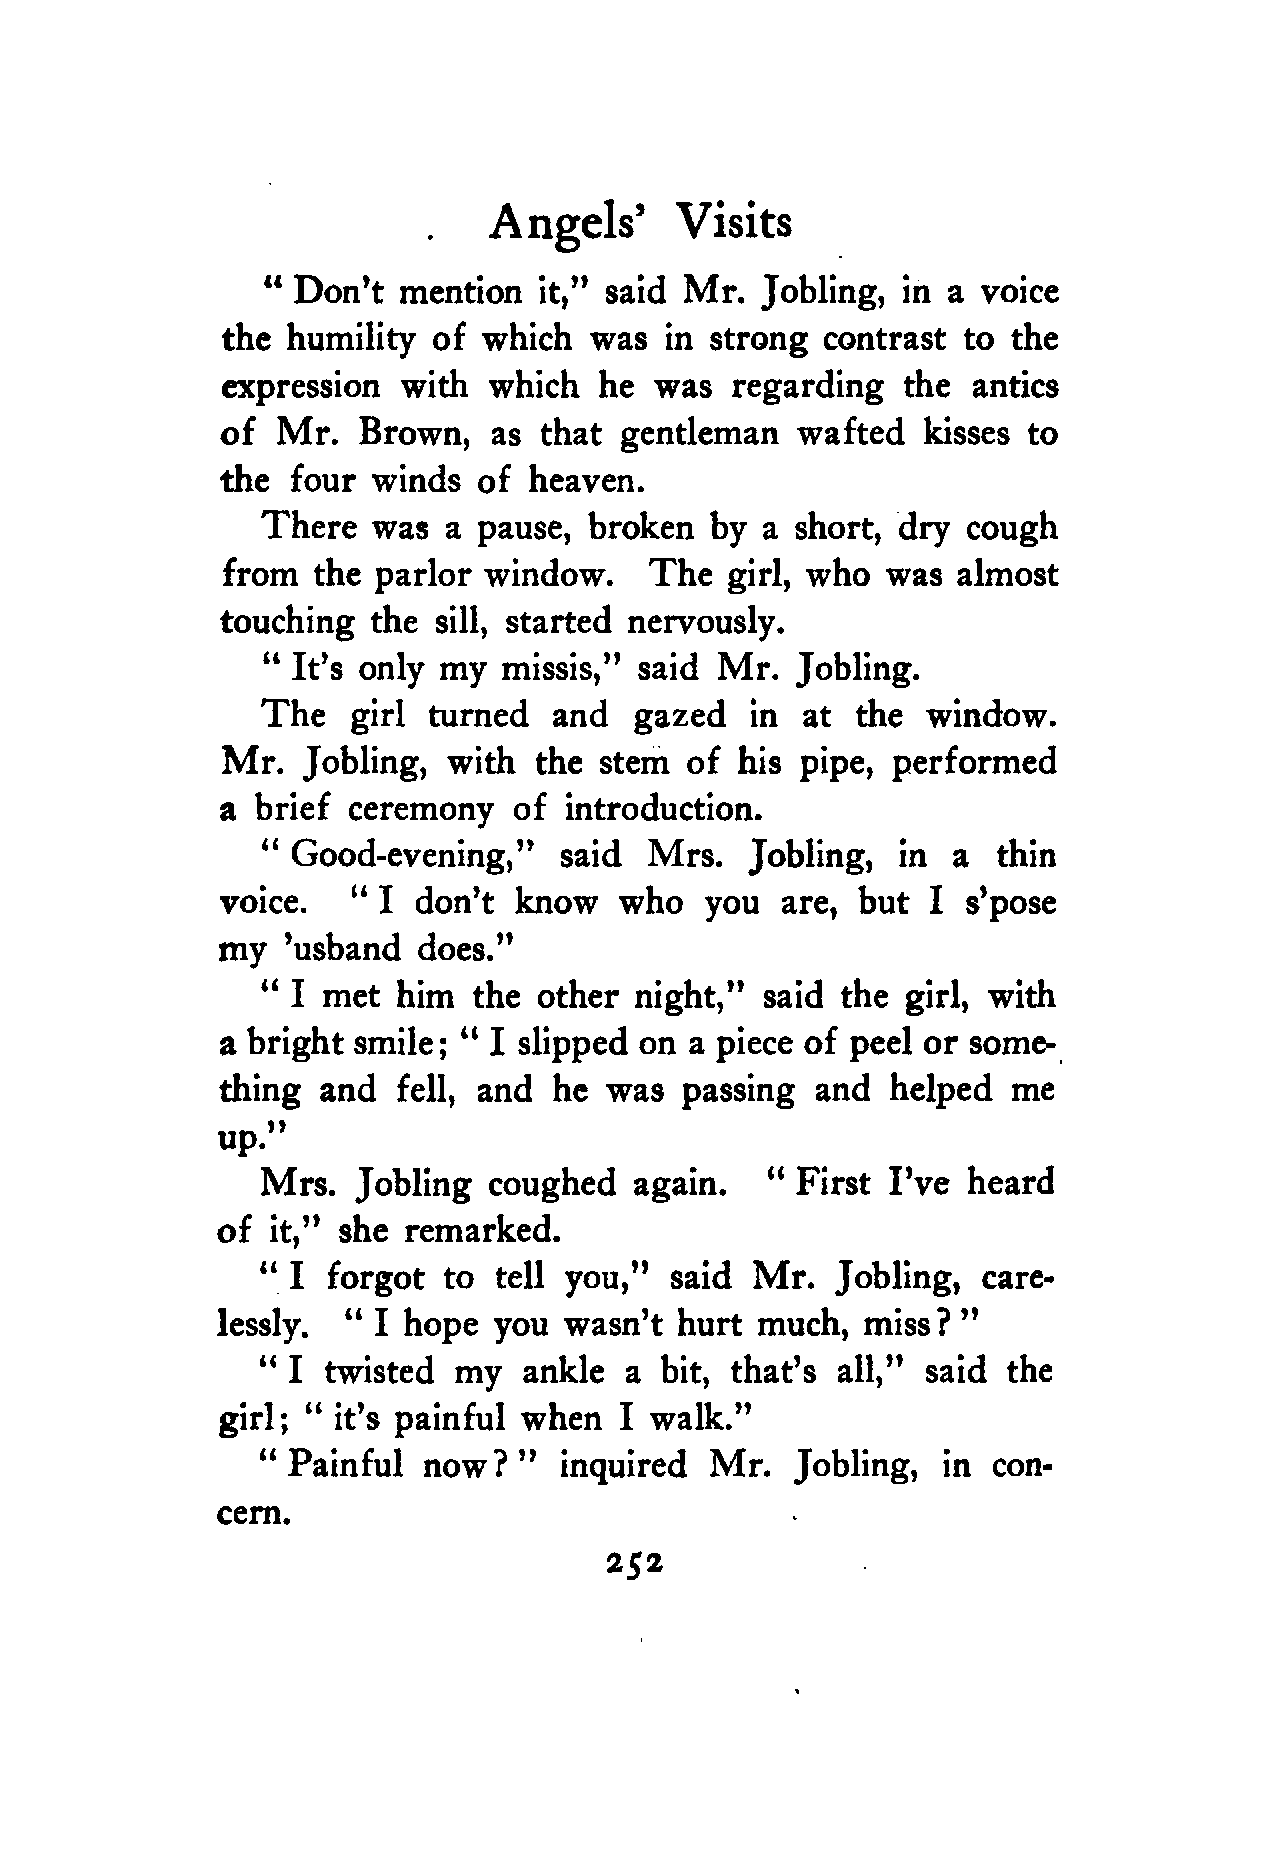 Angels' Visits
" Don't mention it," said Mr. Jobling, in a voice
the humility of which was in strong contrast to the
expression with which he was regarding the antics
of Mr. Brown, as that gentleman wafted kisses to
the four winds of heaven.
There was a pause, broken by a short, dry cough
from the parlor window. The girl, who was almost
touching the sill, started nervously.
" It's only my missis," said Mr. Jobling.
The girl turned and gazed in at the window.
Mr. Jobling, with the stem of his pipe, performed
a brief ceremony of introduction.
" Good-evening," said Mrs. Jobling, in a thin
voice. " I don't know who you are, but I s'pose
my 'usband does."
" I met him the other night," said the girl, with
a bright smile; " I slipped on a piece of peel or some-
thing and fell, and he was passing and helped me
up."
Mrs. Jobling coughed again. " First I've heard
of it," she remarked.
" I forgot to tell you," said Mr. Jobling, care-
lessly. " I hope you wasn't hurt much, miss? "
" I twisted my ankle a bit, that's all," said the
girl; " it's painful when I walk."
" Painful now? " inquired Mr. Jobling, in con-
cern.
252